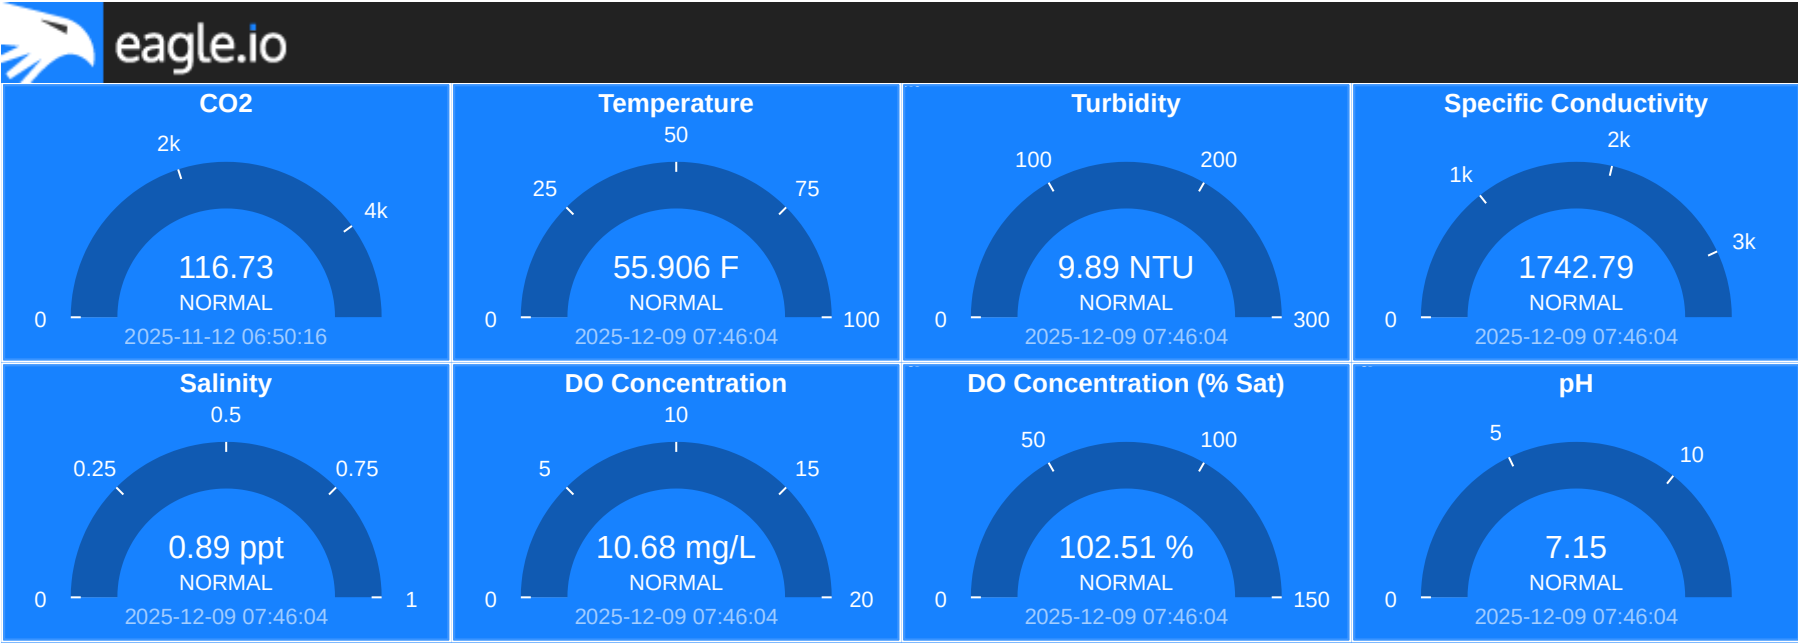 eagle.io
CO2
2k
4k
0
116.73
NORMAL
2025-11-12 06:50:16
Temperature
50
25
75
0
100
55.906 F
NORMAL
2025-12-09 07:46:04
Turbidity
100
200
0
300
9.89 NTU
NORMAL
2025-12-09 07:46:04
Specific Conductivity
2k
1k
3k
0
1742.79
NORMAL
2025-12-09 07:46:04
Salinity
0.5
0.25
0.75
0
1
0.89 ppt
NORMAL
2025-12-09 07:46:04
DO Concentration
10
5
15
0
20
10.68 mg/L
NORMAL
2025-12-09 07:46:04
DO Concentration (% Sat)
50
100
0
150
102.51 %
NORMAL
2025-12-09 07:46:04
pH
5
10
0
7.15
NORMAL
2025-12-09 07:46:04